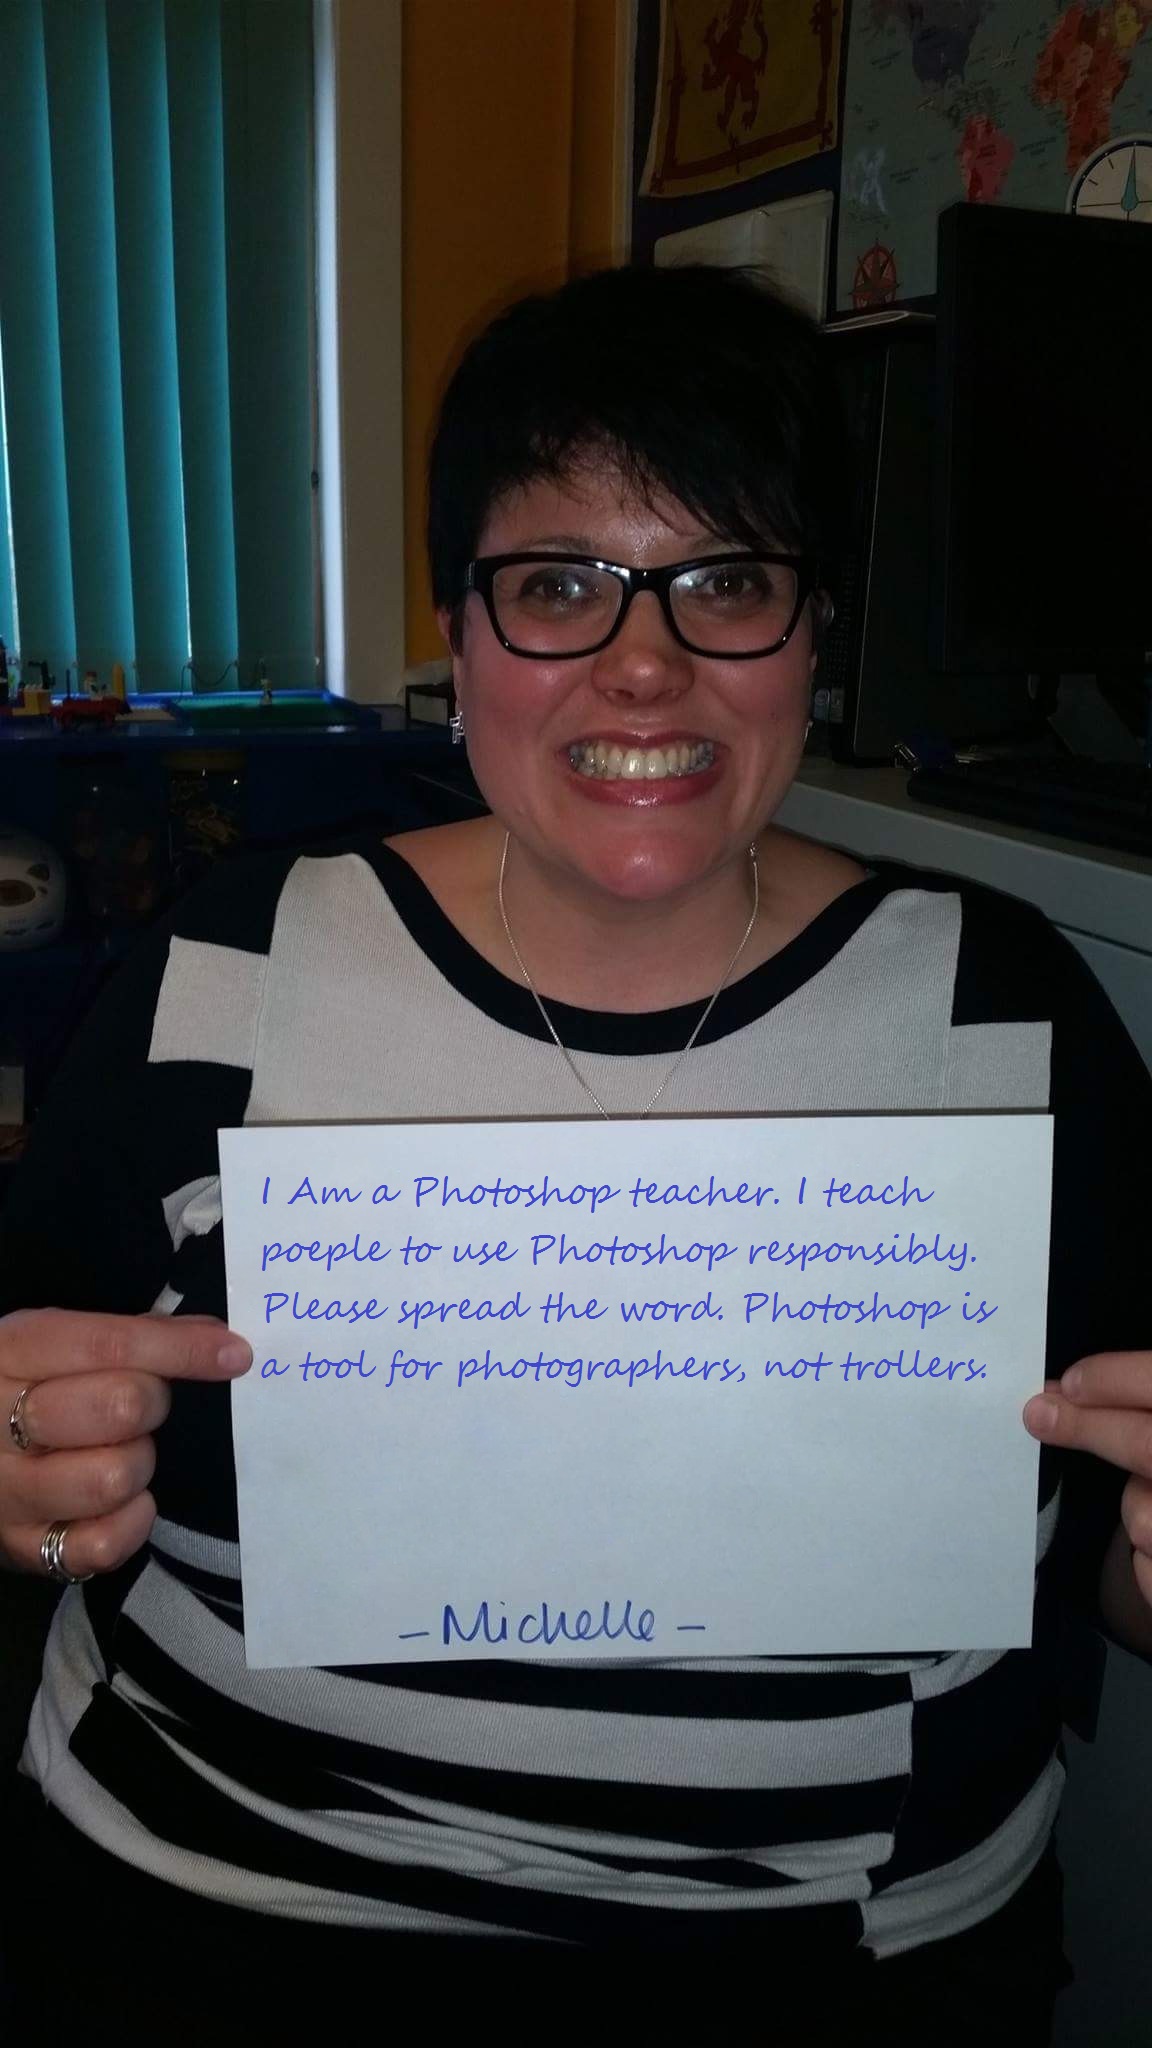 I Am a Photoshop teacher. I teach
poeple to use Photoshop responsibly.
Please spread the word. Photoshop is
a tool for photographers, not trollers.
– Michelle –